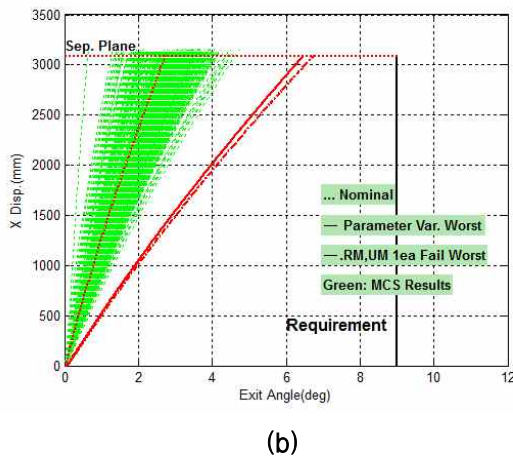 3500
Sep. Plane
3000
2500
2000
1500
1000
500
0
... Nominal
— Parameter Var. Worst
—.RM,UM 1ea Fail Worst
Green: MCS Results
Requirement
0 2 4 6 8 10 12
X Disp.(mm)
Exit Angle(deg)
(b)